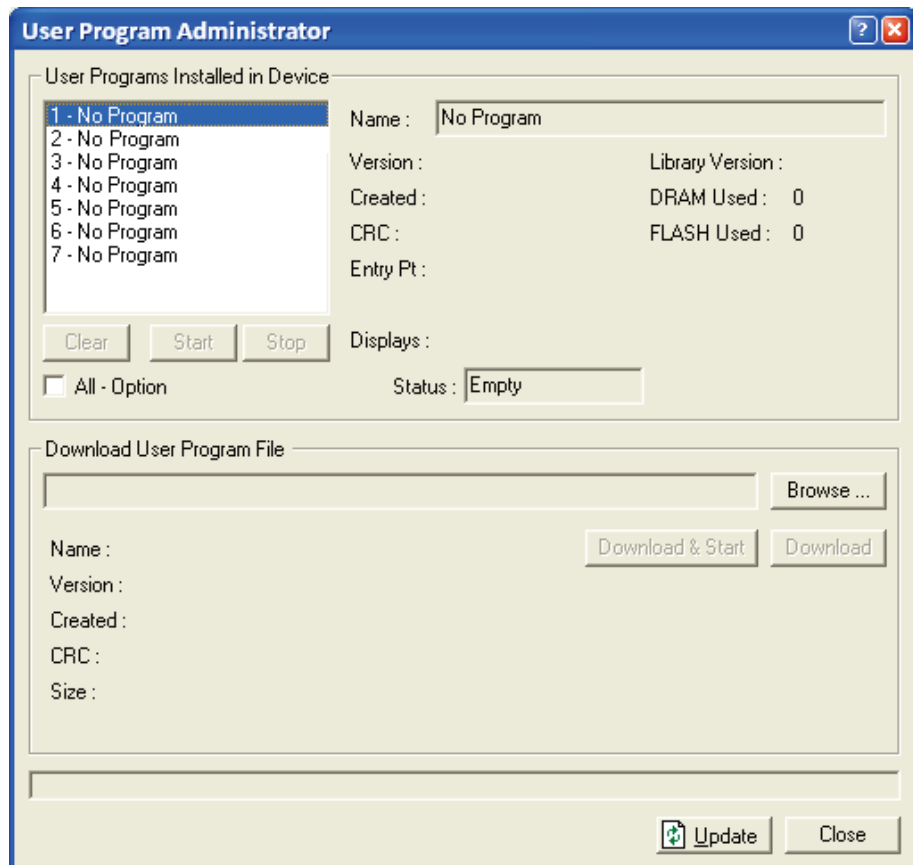 User Program Administrator
User Programs Installed in Device
1 - No Program
2 - No Program
3 - No Program
4 - No Program
5 - No Program
6 - No Program
7 - No Program
Clear Start Stop
All - Option
Name : No Program
Version : Library Version :
Created : DRAM Used : 0
CRC : FLASH Used : 0
Entry Pt :
Displays :
Status : Empty
Download User Program File
Browse ...
Download & Start Download
Name :
Version :
Created :
CRC :
Size :
Update Close